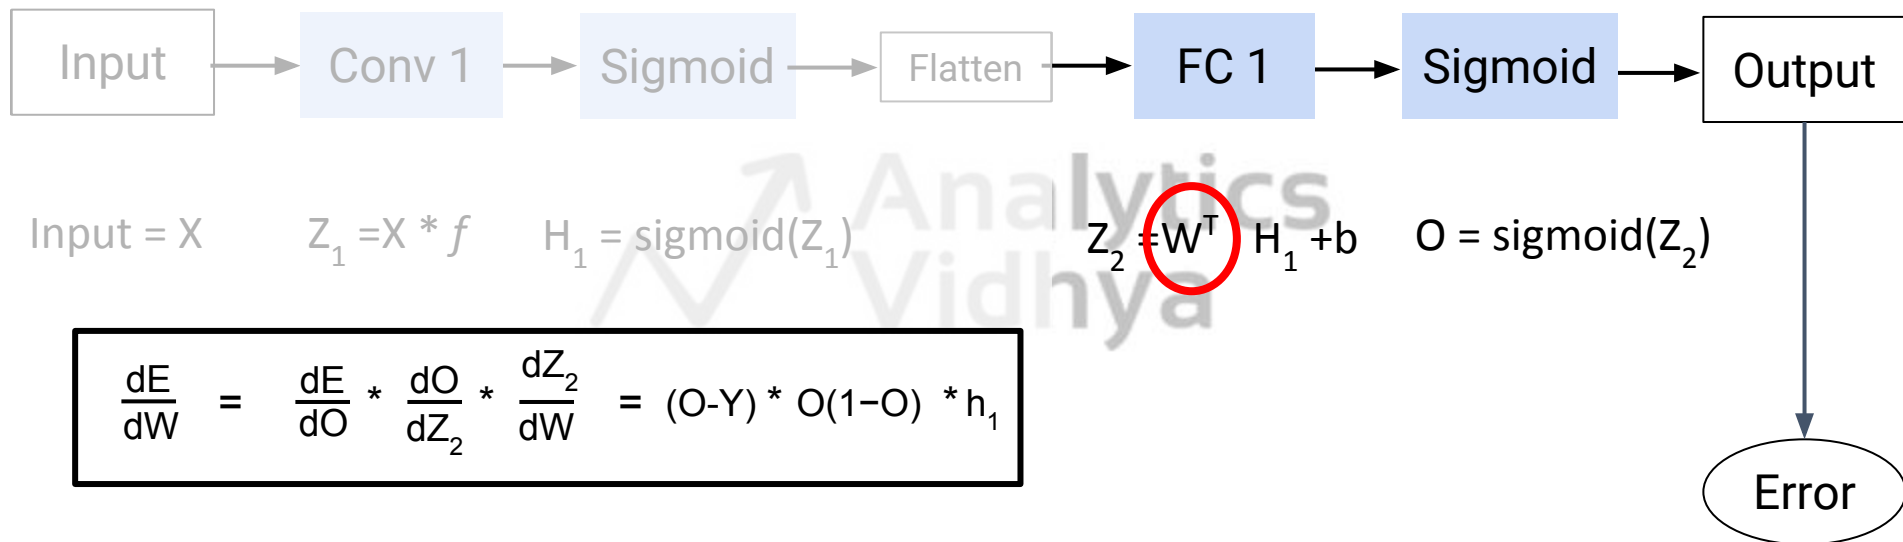 Input Conv 1 Sigmoid Flatten FC 1 Sigmoid Output
Analytics
Vidhya
Input = X Z₁ =X * f H₁ = sigmoid(Z₁) Z₂ =Wᵀ H₁ +b O = sigmoid(Z₂)
dE/dW = dE/dO * dO/dZ₂ * dZ₂/dW = (O-Y) * O(1−O) * h₁
Error